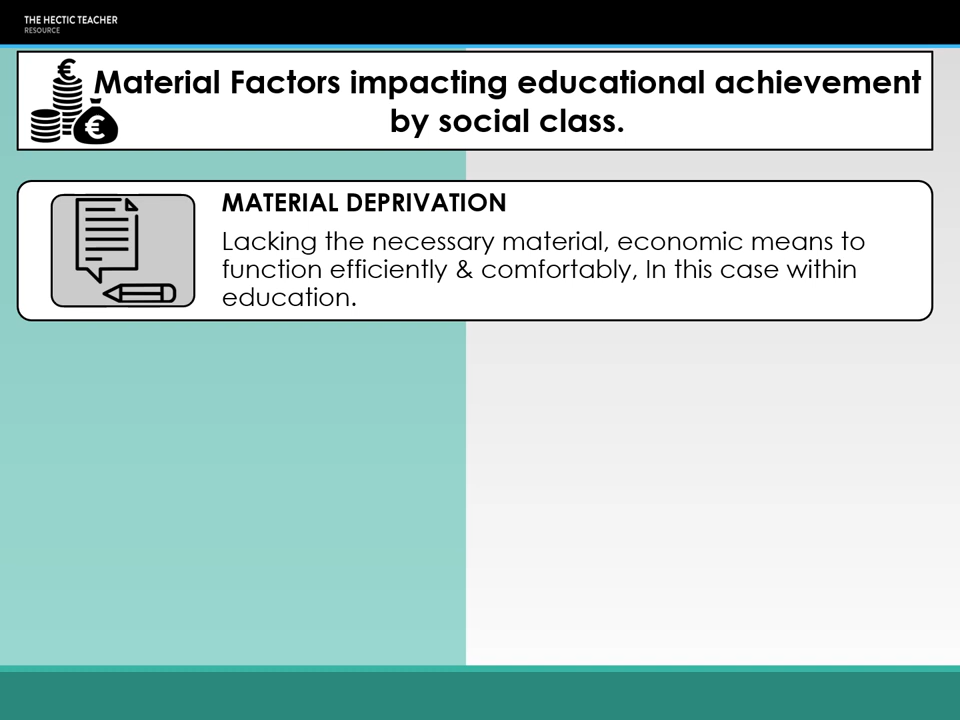 THE HECTIC TEACHER
RESOURCE
€
€
Material Factors impacting educational achievement
by social class.
MATERIAL DEPRIVATION
Lacking the necessary material, economic means to
function efficiently & comfortably, In this case within
education.